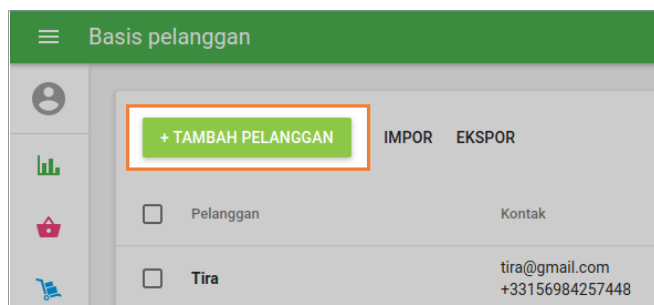 Basis pelanggan
+ TAMBAH PELANGGAN IMPOR EKSPOR
Pelanggan Kontak
Tira tira@gmail.com
+33156984257448